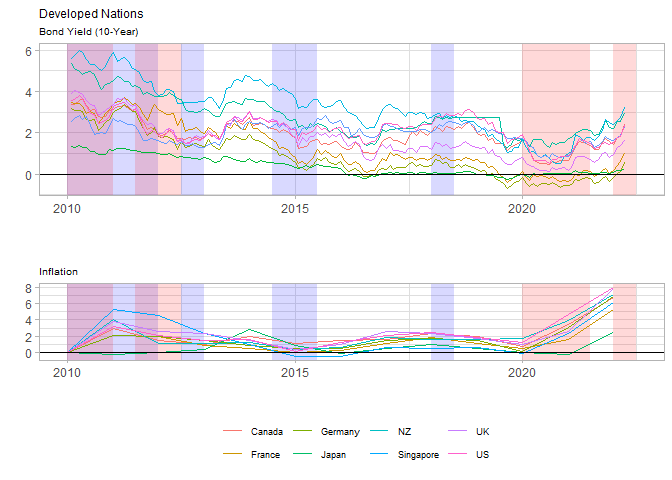 Developed Nations
Bond Yield (10-Year)
6
4
2
0
2010 2015 2020
Inflation
8
6
4
2
0
2010 2015 2020
Canada Germany NZ UK
France Japan Singapore US